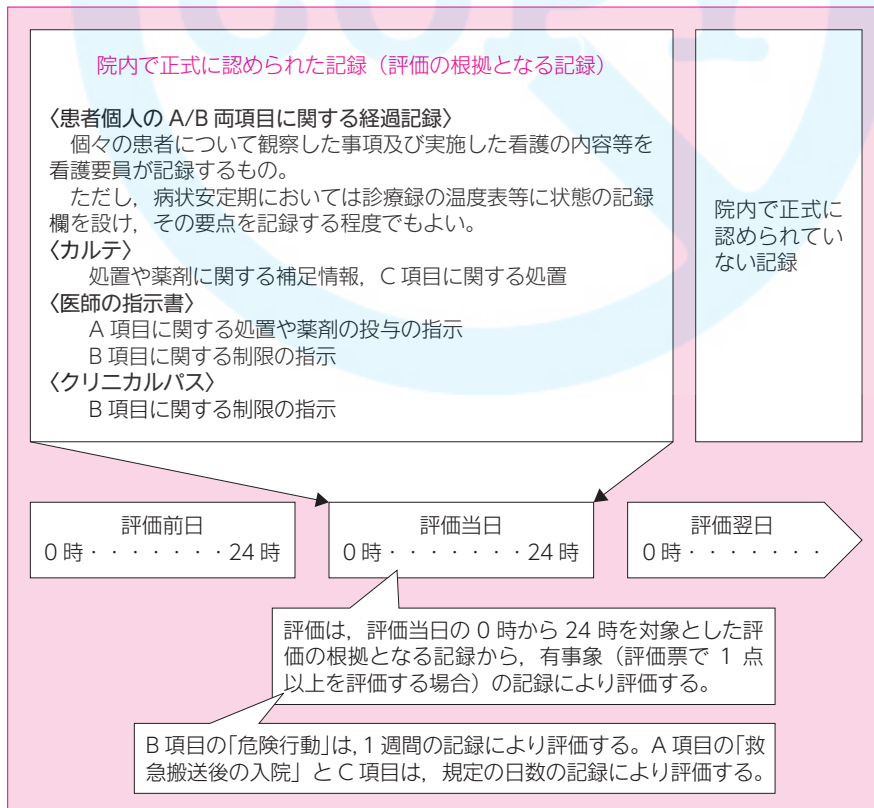 院内で正式に認められた記録（評価の根拠となる記録）
〈患者個人の A/B 両項目に関する経過記録〉
個々の患者について観察した事項及び実施した看護の内容等を
看護要員が記録するもの。
ただし，病状安定期においては診療録の温度表等に状態の記録
欄を設け，その要点を記録する程度でもよい。
〈カルテ〉
処置や薬剤に関する補足情報，C 項目に関する処置
〈医師の指示書〉
A 項目に関する処置や薬剤の投与の指示
B 項目に関する制限の指示
〈クリニカルパス〉
B 項目に関する制限の指示
院内で正式に
認められてい
ない記録
評価前日
0 時・・・・・・・24 時
評価当日
0 時・・・・・・・24 時
評価翌日
0 時・・・・・・・
評価は，評価当日の 0 時から 24 時を対象とした評
価の根拠となる記録から，有事象（評価票で 1 点
以上を評価する場合）の記録により評価する。
B 項目の「危険行動」は，1 週間の記録により評価する。A 項目の「救
急搬送後の入院」と C 項目は，規定の日数の記録により評価する。
COPY